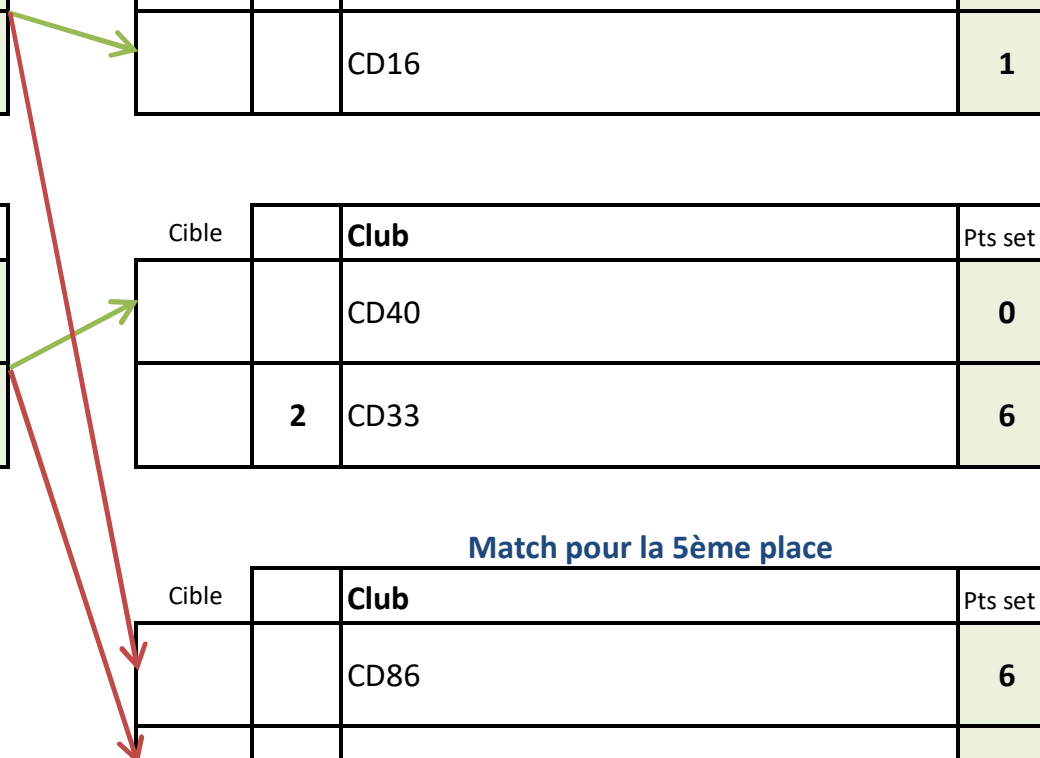 CD16 1
Cible Club Pts set
CD40 0
2 CD33 6
Match pour la 5ème place
Cible Club Pts set
CD86 6